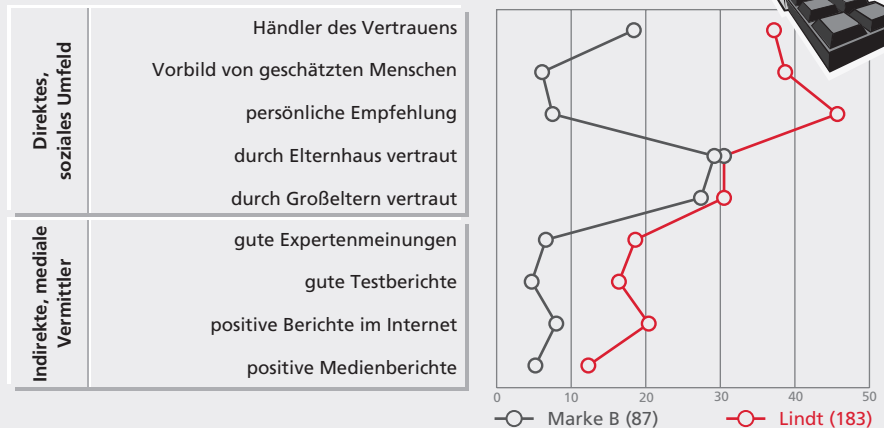 Direktes,
soziales Umfeld
Händler des Vertrauens
Vorbild von geschätzten Menschen
persönliche Empfehlung
durch Elternhaus vertraut
durch Großeltern vertraut
Indirekte, mediale
Vermittler
gute Expertenmeinungen
gute Testberichte
positive Berichte im Internet
positive Medienberichte
0 10 20 30 40 50
Marke B (87) Lindt (183)